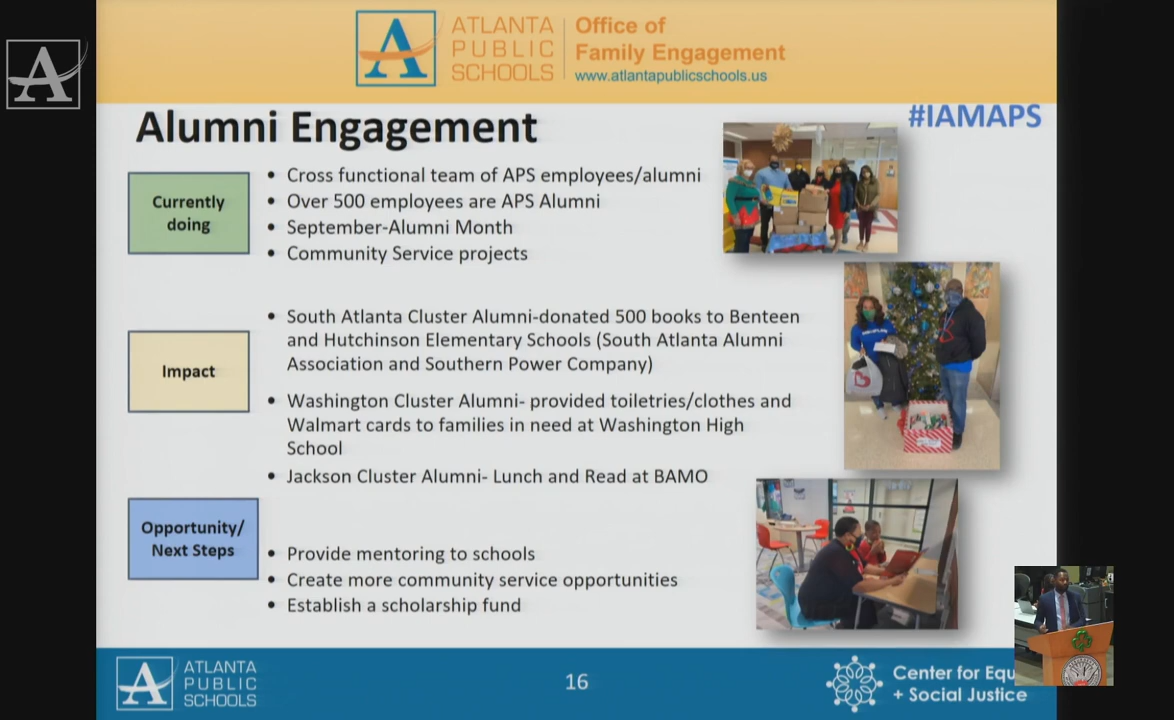 ATLANTA
PUBLIC
SCHOOLS
Office of
Family Engagement
www.atlantapublicschools.us
Alumni Engagement
#IAMAPS
Currently
doing
• Cross functional team of APS employees/alumni
• Over 500 employees are APS Alumni
• September-Alumni Month
• Community Service projects
Impact
• South Atlanta Cluster Alumni-donated 500 books to Benteen
and Hutchinson Elementary Schools (South Atlanta Alumni
Association and Southern Power Company)
• Washington Cluster Alumni- provided toiletries/clothes and
Walmart cards to families in need at Washington High
School
• Jackson Cluster Alumni- Lunch and Read at BAMO
Opportunity/
Next Steps
• Provide mentoring to schools
• Create more community service opportunities
• Establish a scholarship fund
ATLANTA
PUBLIC
SCHOOLS
16
Center for Equ
+ Social Justice